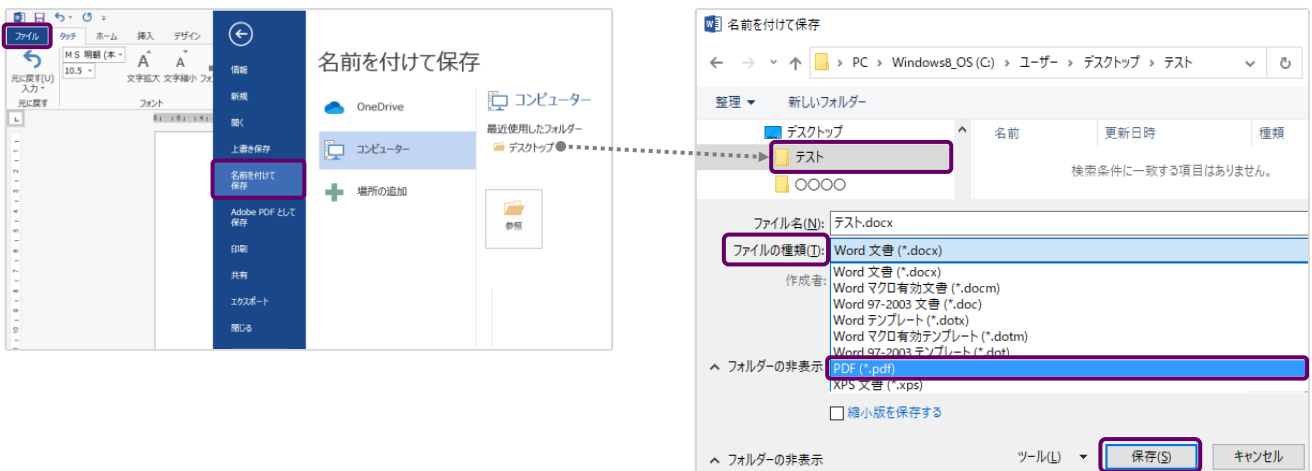 ファイル タッチ ホーム 挿入 デザイン
ＭＳ 明朝 (本
10.5
元に戻す(U)
入力
文字拡大 文字縮小 フォ
元に戻す
フォント
情報
新規
開く
上書き保存
名前を付けて
保存
Adobe PDF として
保存
印刷
共有
エクスポート
閉じる
名前を付けて保存
OneDrive
コンピューター
場所の追加
コンピューター
最近使用したフォルダー
デスクトップ
参照
名前を付けて保存
PC › Windows8_OS (C:) › ユーザー › デスクトップ › テスト
整理 ▼ 新しいフォルダー
デスクトップ
テスト
〇〇〇〇
名前 更新日時 種類
検索条件に一致する項目はありません。
ファイル名(N): テスト.docx
ファイルの種類(T): Word 文書 (*.docx)
作成者:
Word 文書 (*.docx)
Word マクロ有効文書 (*.docm)
Word 97-2003 文書 (*.doc)
Word テンプレート (*.dotx)
Word マクロ有効テンプレート (*.dotm)
Word 97-2003 テンプレート (*.dot)
PDF (*.pdf)
XPS 文書 (*.xps)
フォルダーの非表示
縮小版を保存する
フォルダーの非表示
ツール(L) ▼ 保存(S) キャンセル